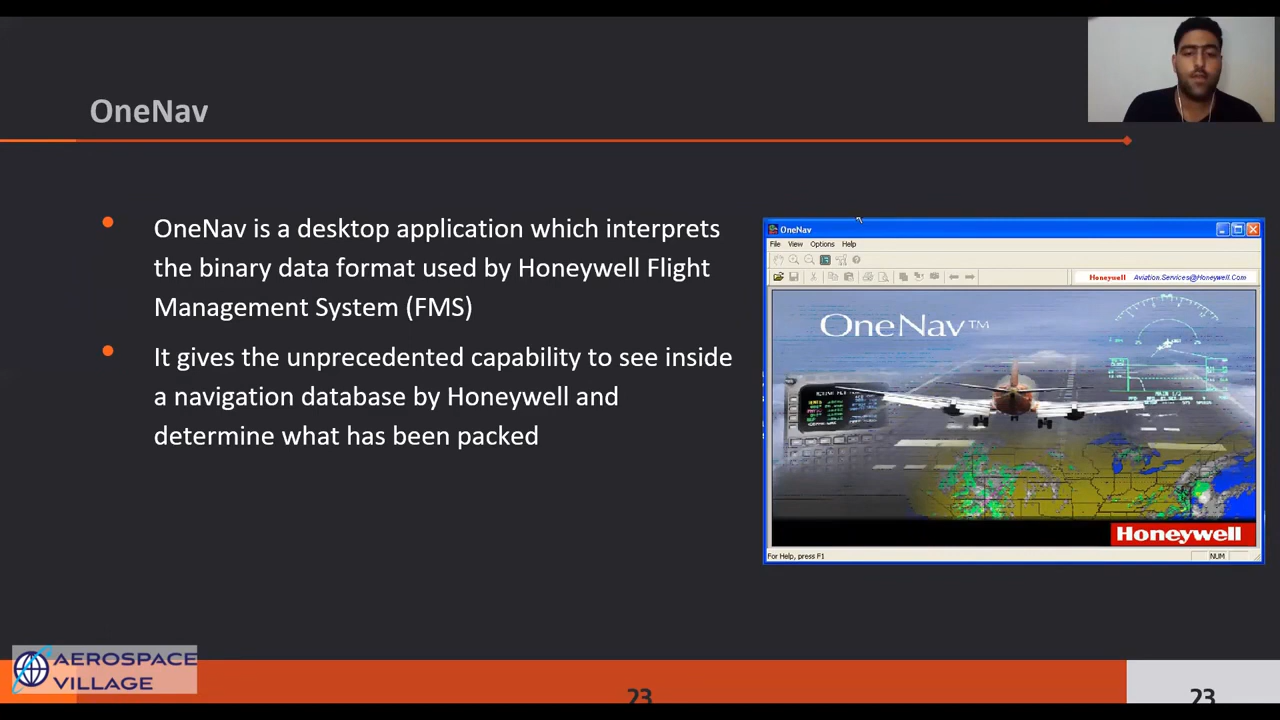 OneNav
OneNav is a desktop application which interprets
the binary data format used by Honeywell Flight
Management System (FMS)
It gives the unprecedented capability to see inside
a navigation database by Honeywell and
determine what has been packed
OneNav
File View Options Help
Honeywell Aviation.Services@Honeywell.Com
OneNav™
Honeywell
For Help, press F1
NUM
AEROSPACE
VILLAGE
23
23